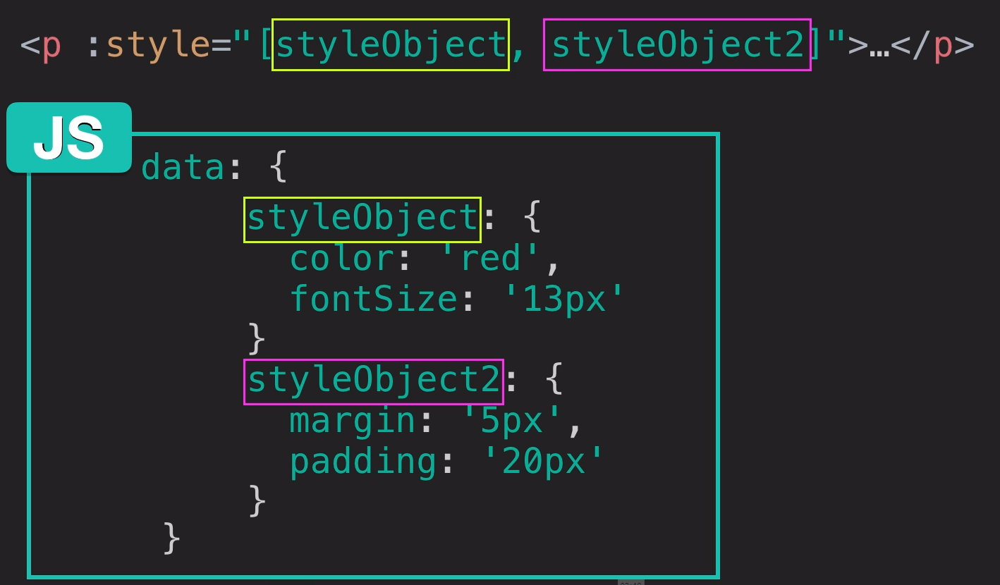 <p :style="[styleObject, styleObject2]">…</p>
JS
data: {
styleObject: {
color: 'red',
fontSize: '13px'
}
styleObject2: {
margin: '5px',
padding: '20px'
}
}